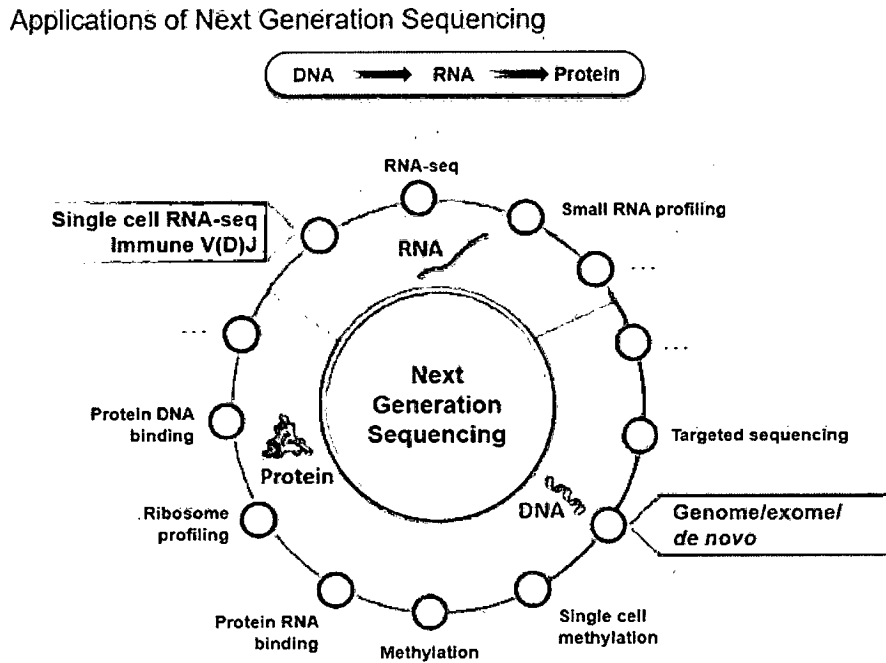 Applications of Next Generation Sequencing
DNA RNA Protein
RNA-seq
Small RNA profiling
Single cell RNA-seq
Immune V(D)J
RNA
...
...
...
Next
Generation
Sequencing
Protein DNA
binding
Targeted sequencing
Protein
DNA
Genome/exome/
de novo
Ribosome
profiling
Protein RNA
binding
Methylation
Single cell
methylation